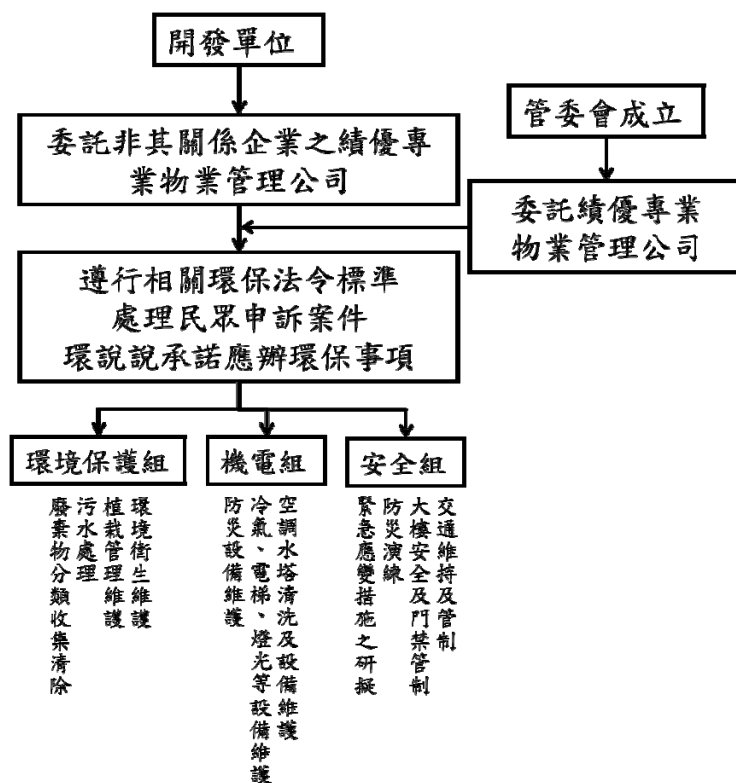 開發單位
管委會成立
委託非其關係企業之績優專
業物業管理公司
委託績優專業
物業管理公司
遵行相關環保法令標準
處理民眾申訴案件
環說說承諾應辦環保事項
環境保護組
機電組
安全組
環境衛生維護
植栽管理維護
污水處理
廢棄物分類收集清除
空調水塔清洗及設備維護
冷氣、電梯、燈光等設備維護
防災設備維護
交通維持及管制
大樓安全及門禁管制
防災演練
緊急應變措施之研擬